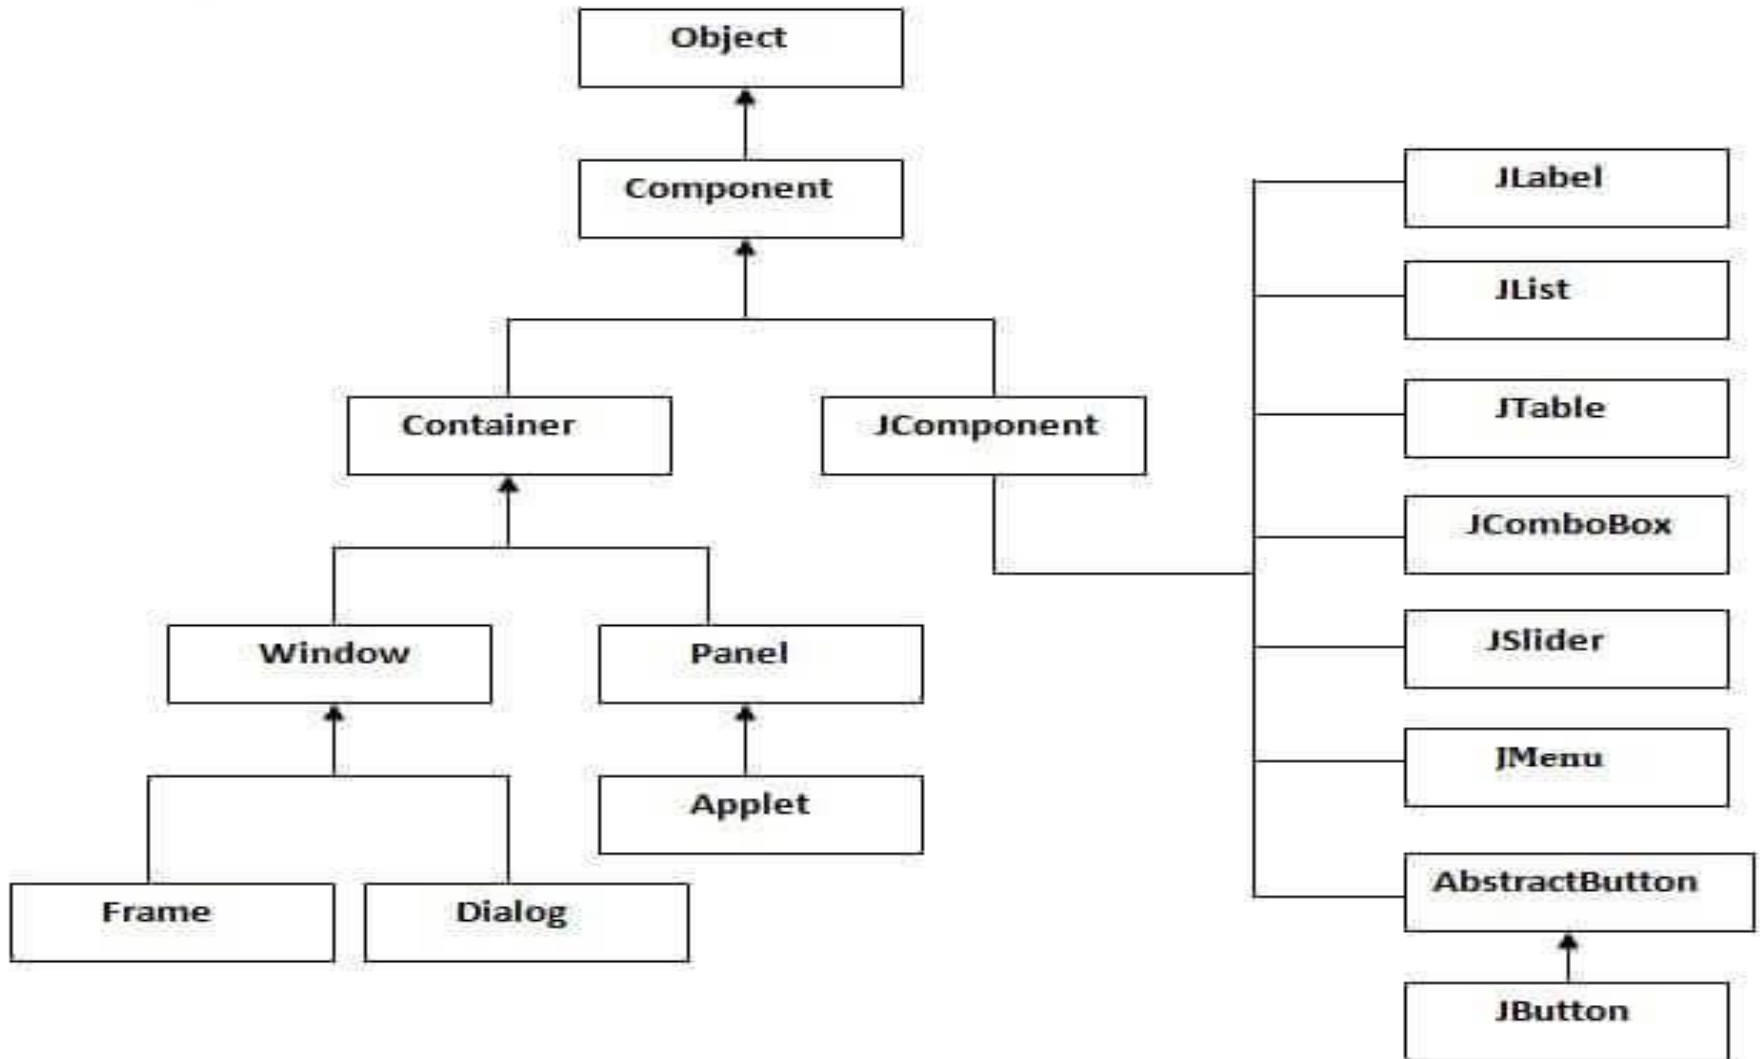 Object
Component
Container
JComponent
Window
Panel
Applet
Frame
Dialog
JLabel
JList
JTable
JComboBox
JSlider
JMenu
AbstractButton
JButton